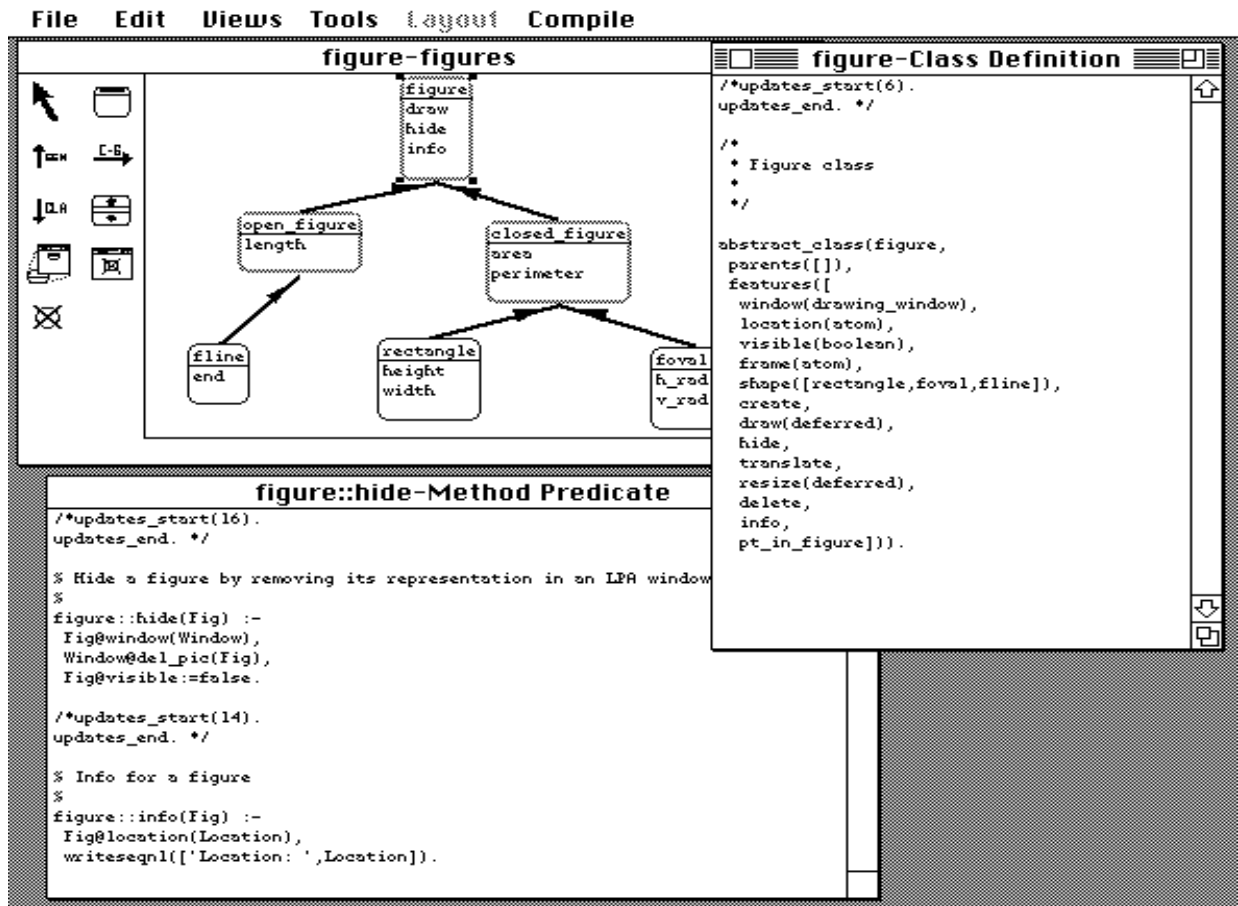 File Edit Views Tools Layout Compile
figure-figures
GEN
C-S
CLA
figure
draw
hide
info
open_figure
length
closed_figure
area
perimeter
fline
end
rectangle
height
width
foval
h_rad
v_rad
figure::hide-Method Predicate
/*updates_start(16).
updates_end. */
% Hide a figure by removing its representation in an LPA window
%
figure::hide(Fig) :-
Fig@window(Window),
Window@del_pic(Fig),
Fig@visible:=false.
/*updates_start(14).
updates_end. */
% Info for a figure
%
figure::info(Fig) :-
Fig@location(Location),
writeseqnl(['Location: ',Location]).
figure-Class Definition
/*updates_start(6).
updates_end. */
/*
* Figure class
*
*/
abstract_class(figure,
parents([]),
features([
window(drawing_window),
location(atom),
visible(boolean),
frame(atom),
shape([rectangle,foval,fline]),
create,
draw(deferred),
hide,
translate,
resize(deferred),
delete,
info,
pt_in_figure])).